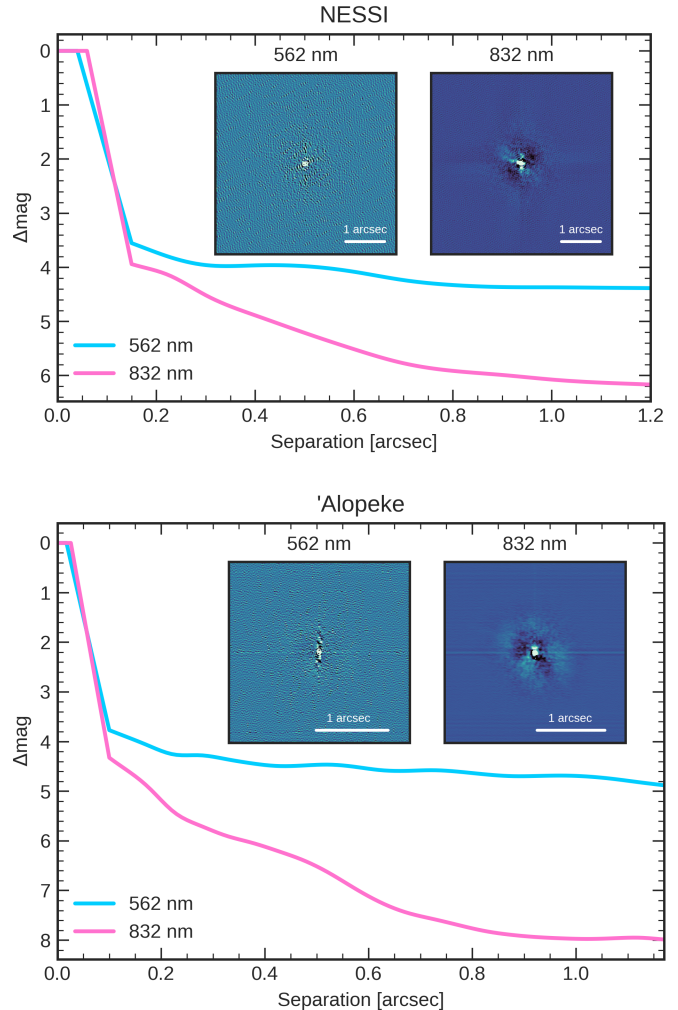 NESSI
562 nm 832 nm
0
1
2
3
4
5
6
Δmag
1 arcsec 1 arcsec
562 nm
832 nm
0.0 0.2 0.4 0.6 0.8 1.0 1.2
Separation [arcsec]
'Alopeke
562 nm 832 nm
0
1
2
3
4
5
6
7
8
Δmag
1 arcsec 1 arcsec
562 nm
832 nm
0.0 0.2 0.4 0.6 0.8 1.0
Separation [arcsec]